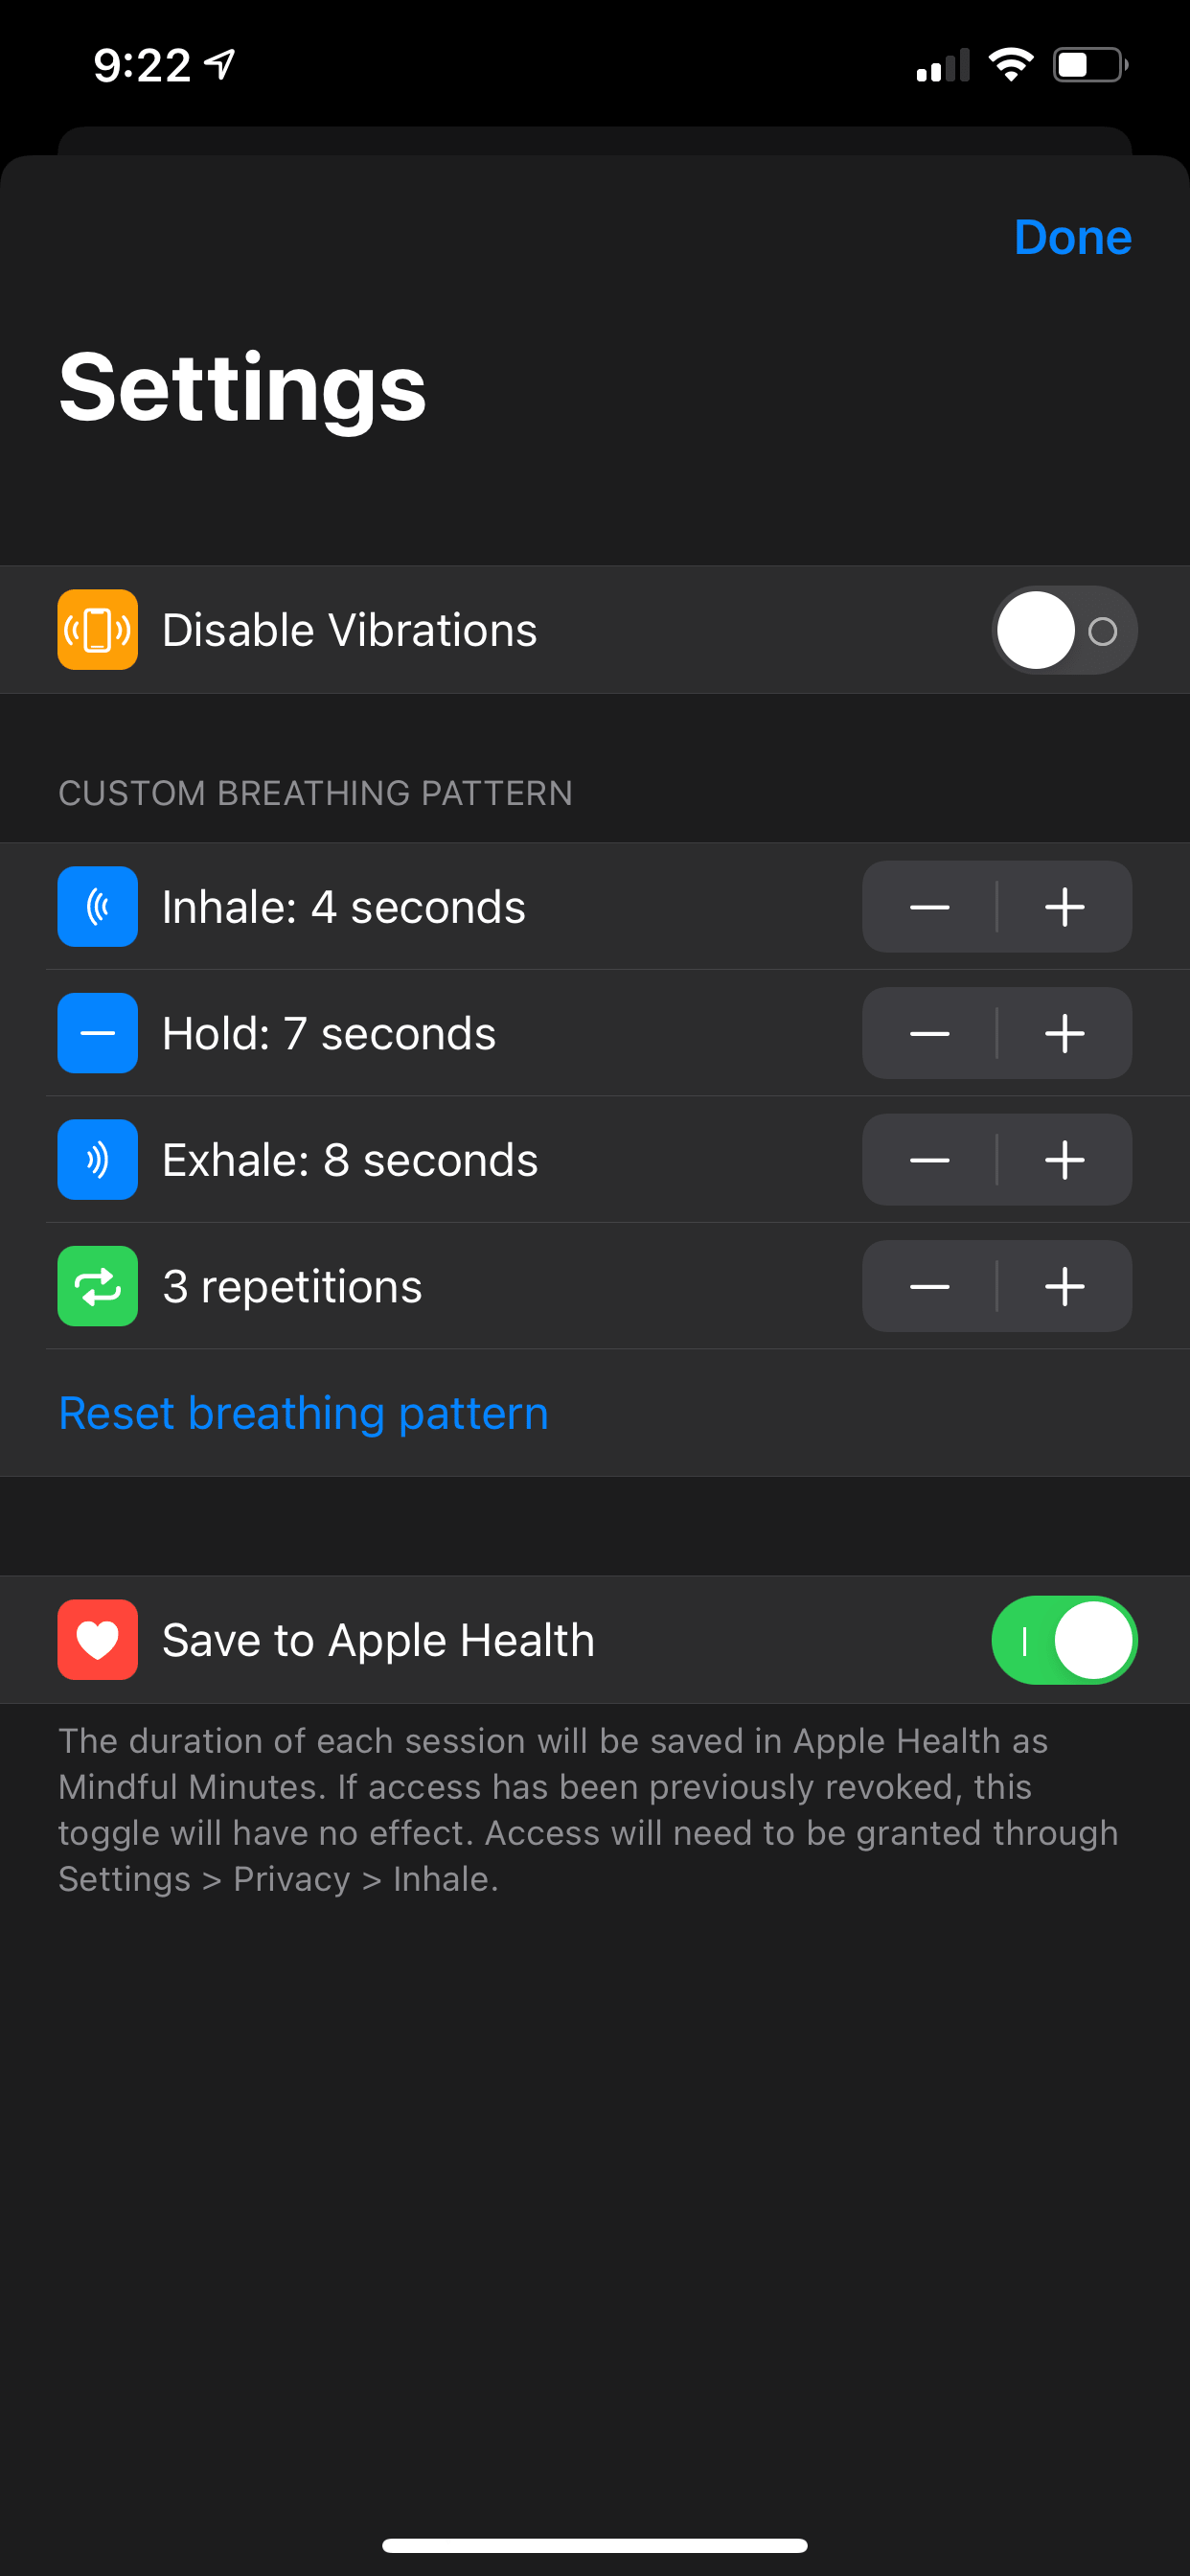 9:22
Done
Settings
Disable Vibrations
CUSTOM BREATHING PATTERN
Inhale: 4 seconds
Hold: 7 seconds
Exhale: 8 seconds
3 repetitions
Reset breathing pattern
Save to Apple Health
The duration of each session will be saved in Apple Health as
Mindful Minutes. If access has been previously revoked, this
toggle will have no effect. Access will need to be granted through
Settings > Privacy > Inhale.